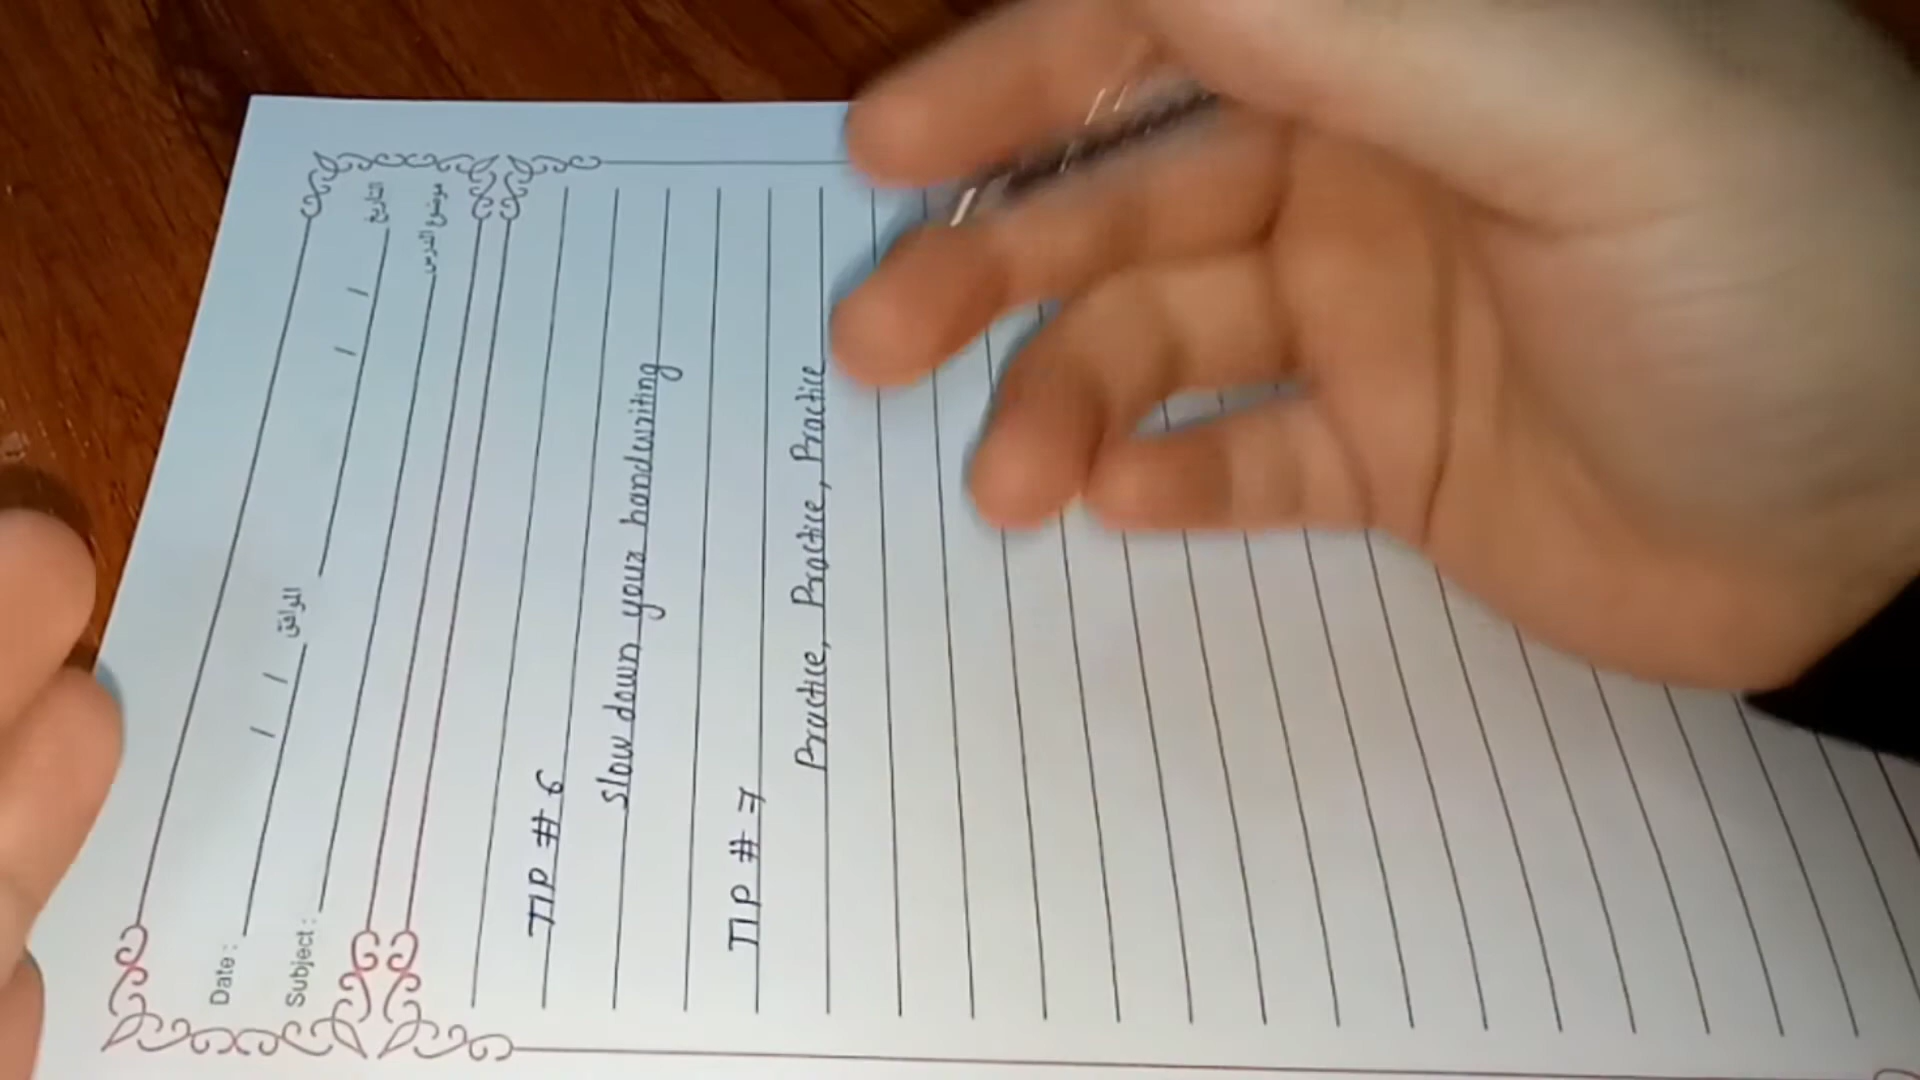 Date : / / الموافق / / التاريخ
Subject : موضوع الدرس
TIP # 6
Slow down your handwriting
TIP # 7
Practice, Practice, Practice